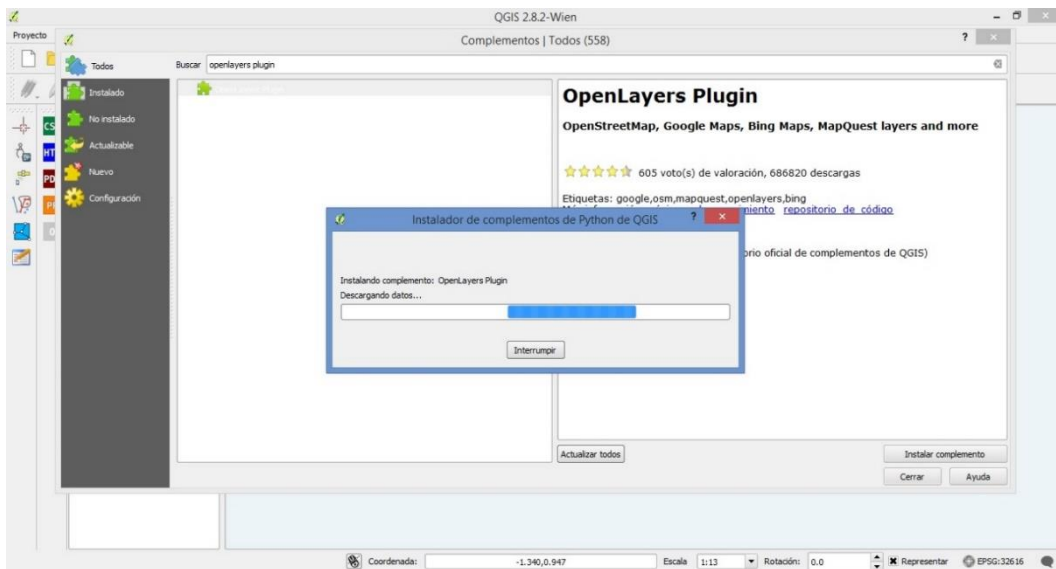 QGIS 2.8.2-Wien
Proyecto
Complementos | Todos (558)
?
Todos
Instalado
No instalado
Actualizable
Nuevo
Configuración
Buscar openlayers plugin
OpenLayers Plugin
OpenStreetMap, Google Maps, Bing Maps, MapQuest layers and more
605 voto(s) de valoración, 686820 descargas
Etiquetas: google,osm,mapquest,openlayers,bing
repositorio de código
oficial de complementos de QGIS)
Instalador de complementos de Python de QGIS ?
Instalando complemento: OpenLayers Plugin
Descargando datos...
Interrumpir
Actualizar todos
Instalar complemento
Cerrar
Ayuda
Coordenada: -1.340,0.947 Escala 1:13 Rotación: 0.0 Representar EPSG:32616